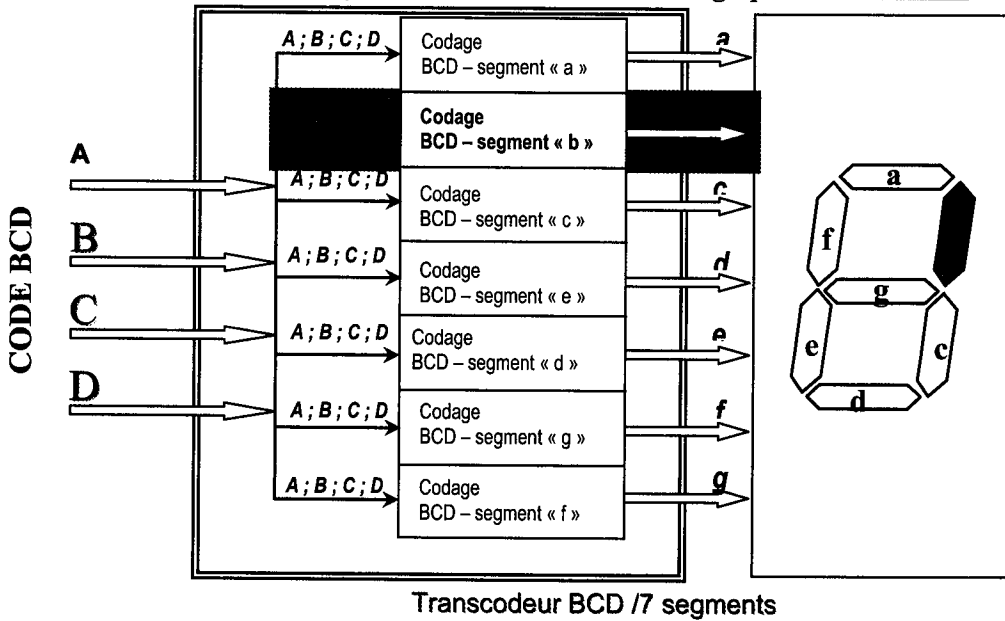 A ; B ; C ; D
Codage
BCD – segment « a »
a
Codage
BCD – segment « b »
A
A ; B ; C ; D
Codage
BCD – segment « c »
c
B
A ; B ; C ; D
Codage
BCD – segment « e »
d
C
A ; B ; C ; D
Codage
BCD – segment « d »
e
D
A ; B ; C ; D
Codage
BCD – segment « g »
f
A ; B ; C ; D
Codage
BCD – segment « f »
g
CODE BCD
a
f
g
e
c
d
Transcodeur BCD /7 segments